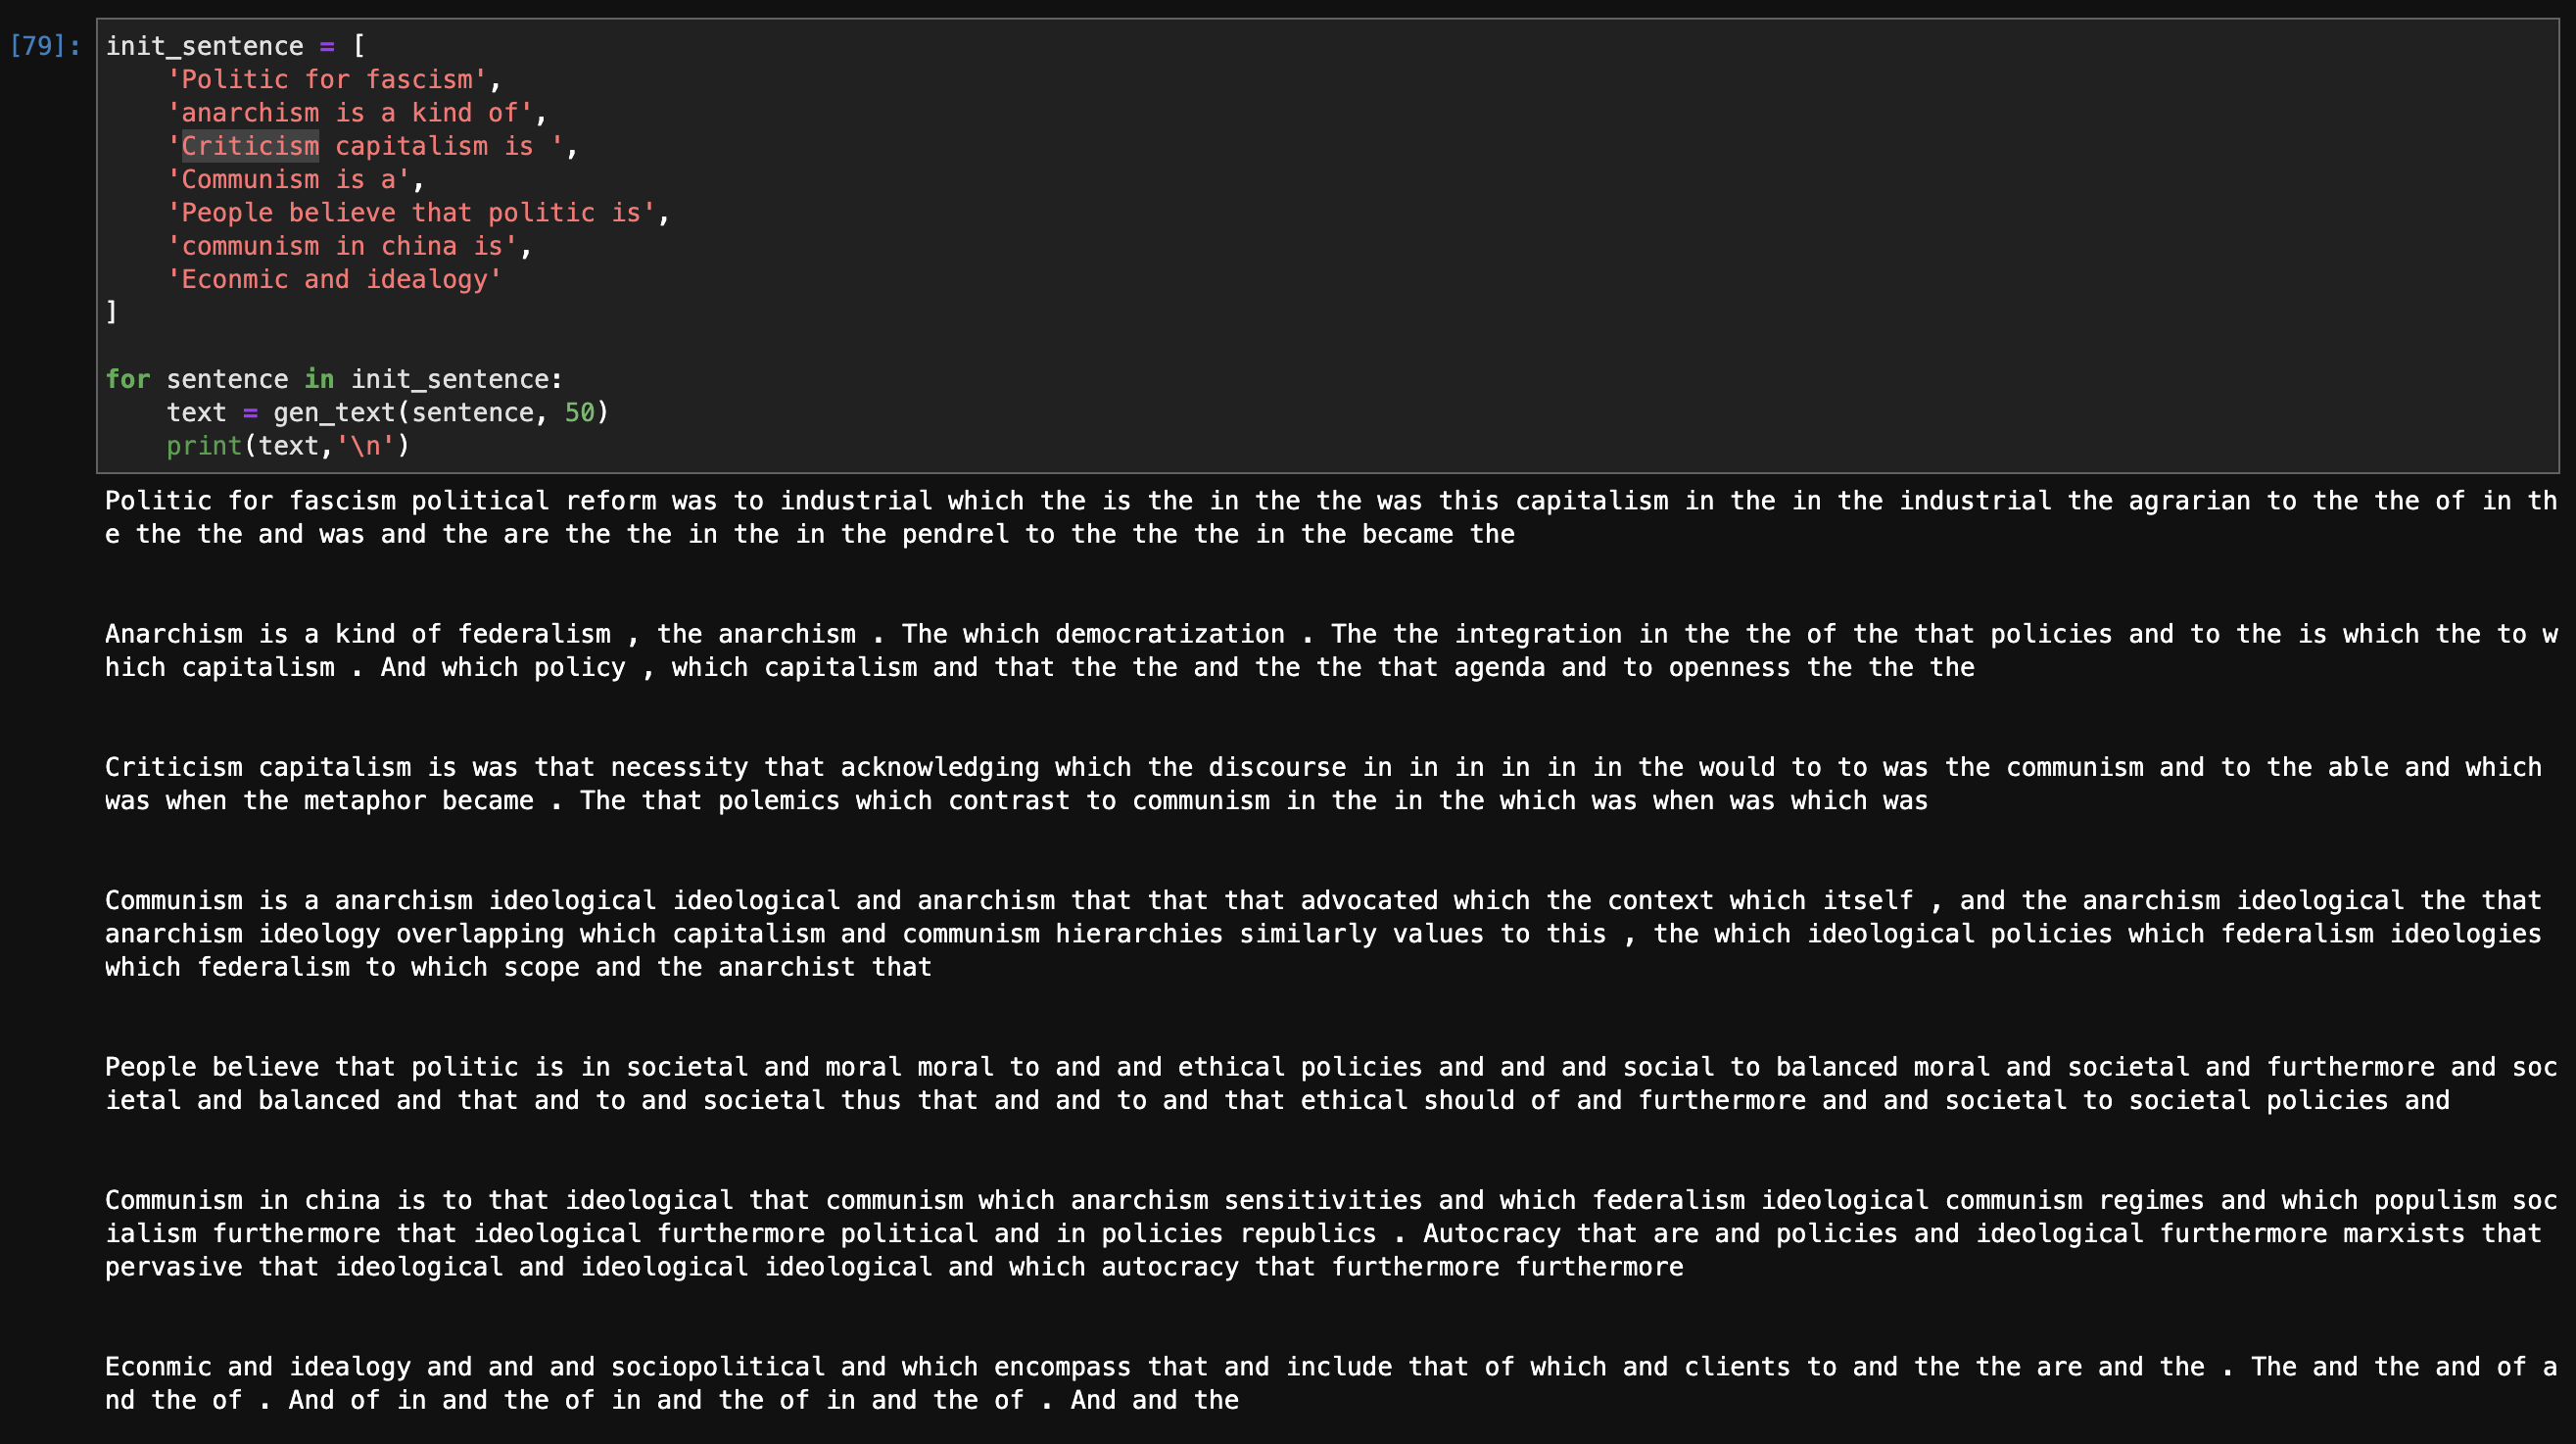 [79]: init_sentence = [
    'Politic for fascism',
    'anarchism is a kind of',
    'Criticism capitalism is ',
    'Communism is a',
    'People believe that politic is',
    'communism in china is',
    'Econmic and idealogy'
]
for sentence in init_sentence:
    text = gen_text(sentence, 50)
    print(text,'\n')
Politic for fascism political reform was to industrial which the is the in the the was this capitalism in the in the industrial the agrarian to the the of in th
e the the and was and the are the the in the in the pendrel to the the the in the became the
Anarchism is a kind of federalism , the anarchism . The which democratization . The the integration in the the of the that policies and to the is which the to w
hich capitalism . And which policy , which capitalism and that the the and the the that agenda and to openness the the the
Criticism capitalism is was that necessity that acknowledging which the discourse in in in in in in the would to to was the communism and to the able and which
was when the metaphor became . The that polemics which contrast to communism in the in the which was when was which was
Communism is a anarchism ideological ideological and anarchism that that that advocated which the context which itself , and the anarchism ideological the that
anarchism ideology overlapping which capitalism and communism hierarchies similarly values to this , the which ideological policies which federalism ideologies
which federalism to which scope and the anarchist that
People believe that politic is in societal and moral moral to and and ethical policies and and and social to balanced moral and societal and furthermore and soc
ietal and balanced and that and to and societal thus that and and to and that ethical should of and furthermore and and societal to societal policies and
Communism in china is to that ideological that communism which anarchism sensitivities and which federalism ideological communism regimes and which populism soc
ialism furthermore that ideological furthermore political and in policies republics . Autocracy that are and policies and ideological furthermore marxists that
pervasive that ideological and ideological ideological and which autocracy that furthermore furthermore
Econmic and idealogy and and and sociopolitical and which encompass that and include that of which and clients to and the the are and the . The and the and of a
nd the of . And of in and the of in and the of in and the of . And and the